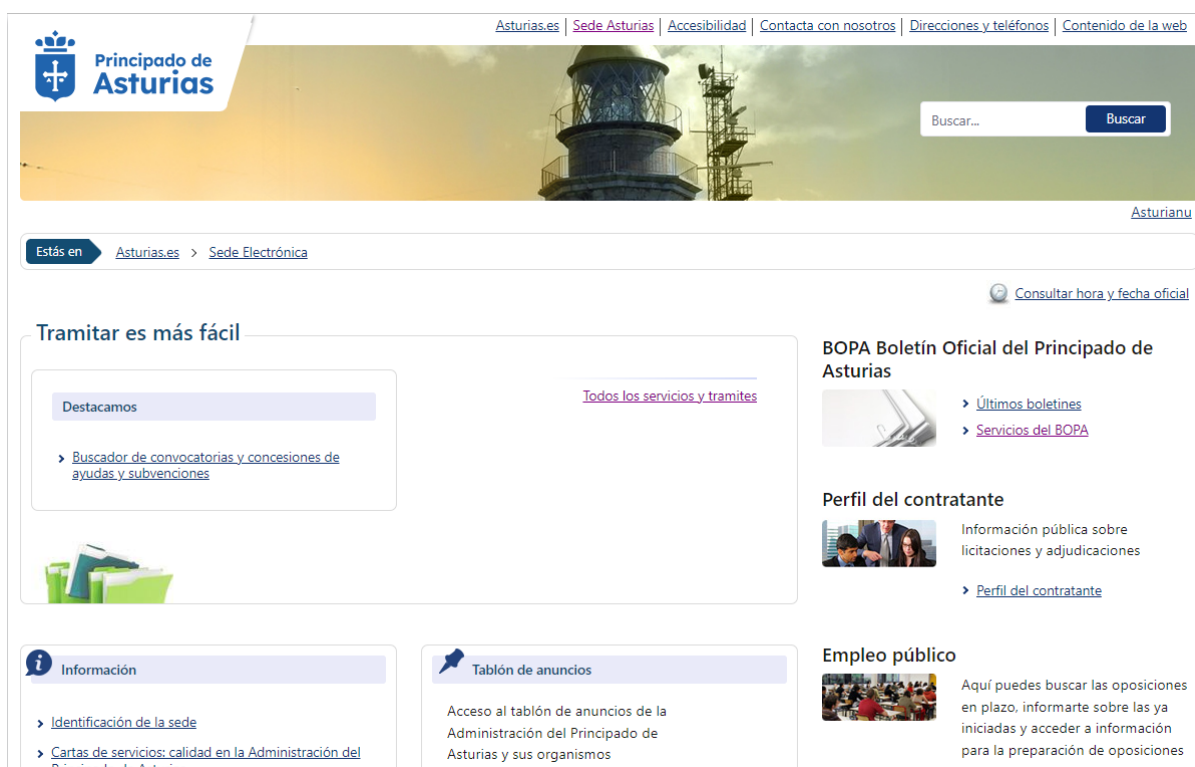 Asturias.es | Sede Asturias | Accesibilidad | Contacta con nosotros | Direcciones y teléfonos | Contenido de la web
Principado de
Asturias
Buscar...
Buscar
Asturianu
Estás en
Asturias.es > Sede Electrónica
Consultar hora y fecha oficial
Tramitar es más fácil
Destacamos
Buscador de convocatorias y concesiones de
ayudas y subvenciones
Todos los servicios y tramites
BOPA Boletín Oficial del Principado de
Asturias
Últimos boletines
Servicios del BOPA
Perfil del contratante
Información pública sobre
licitaciones y adjudicaciones
Perfil del contratante
Información
Identificación de la sede
Cartas de servicios: calidad en la Administración del
Tablón de anuncios
Acceso al tablón de anuncios de la
Administración del Principado de
Asturias y sus organismos
Empleo público
Aquí puedes buscar las oposiciones
en plazo, informarte sobre las ya
iniciadas y acceder a información
para la preparación de oposiciones